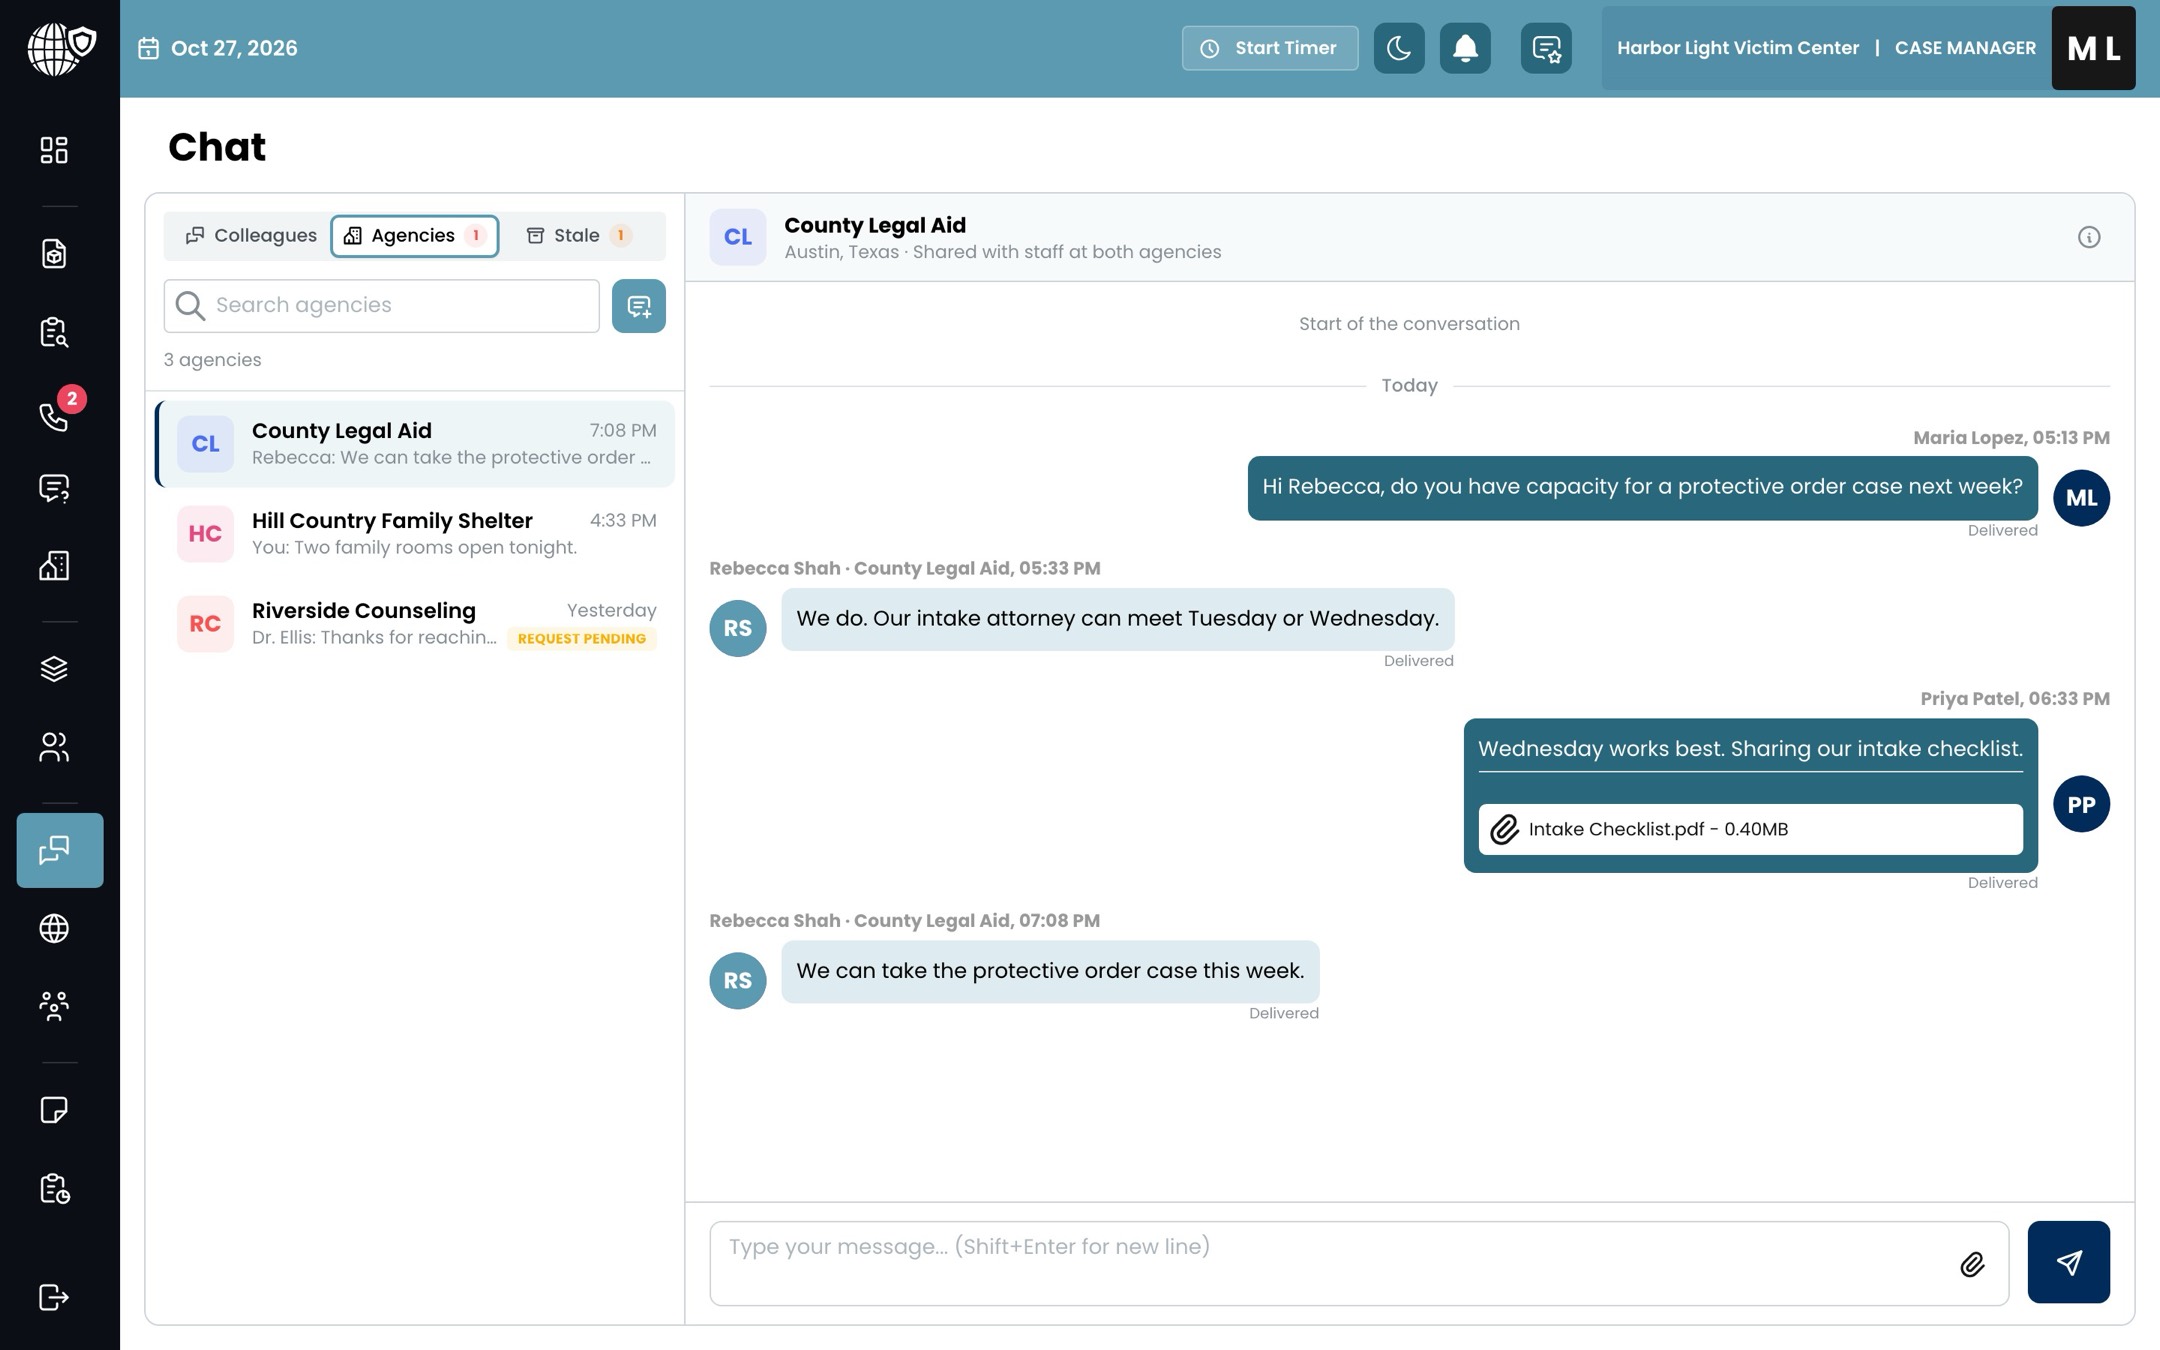 Oct 27, 2026
Start Timer
Harbor Light Victim Center | CASE MANAGER
M L
2
Chat
Colleagues
Agencies 1
Stale 1
Search agencies
3 agencies
CL
County Legal Aid
7:08 PM
Rebecca: We can take the protective order ...
HC
Hill Country Family Shelter
4:33 PM
You: Two family rooms open tonight.
RC
Riverside Counseling
Yesterday
Dr. Ellis: Thanks for reachin...
REQUEST PENDING
CL
County Legal Aid
Austin, Texas · Shared with staff at both agencies
Start of the conversation
Today
Maria Lopez, 05:13 PM
Hi Rebecca, do you have capacity for a protective order case next week?
ML
Delivered
Rebecca Shah · County Legal Aid, 05:33 PM
RS
We do. Our intake attorney can meet Tuesday or Wednesday.
Delivered
Priya Patel, 06:33 PM
Wednesday works best. Sharing our intake checklist.
Intake Checklist.pdf - 0.40MB
PP
Delivered
Rebecca Shah · County Legal Aid, 07:08 PM
RS
We can take the protective order case this week.
Delivered
Type your message... (Shift+Enter for new line)